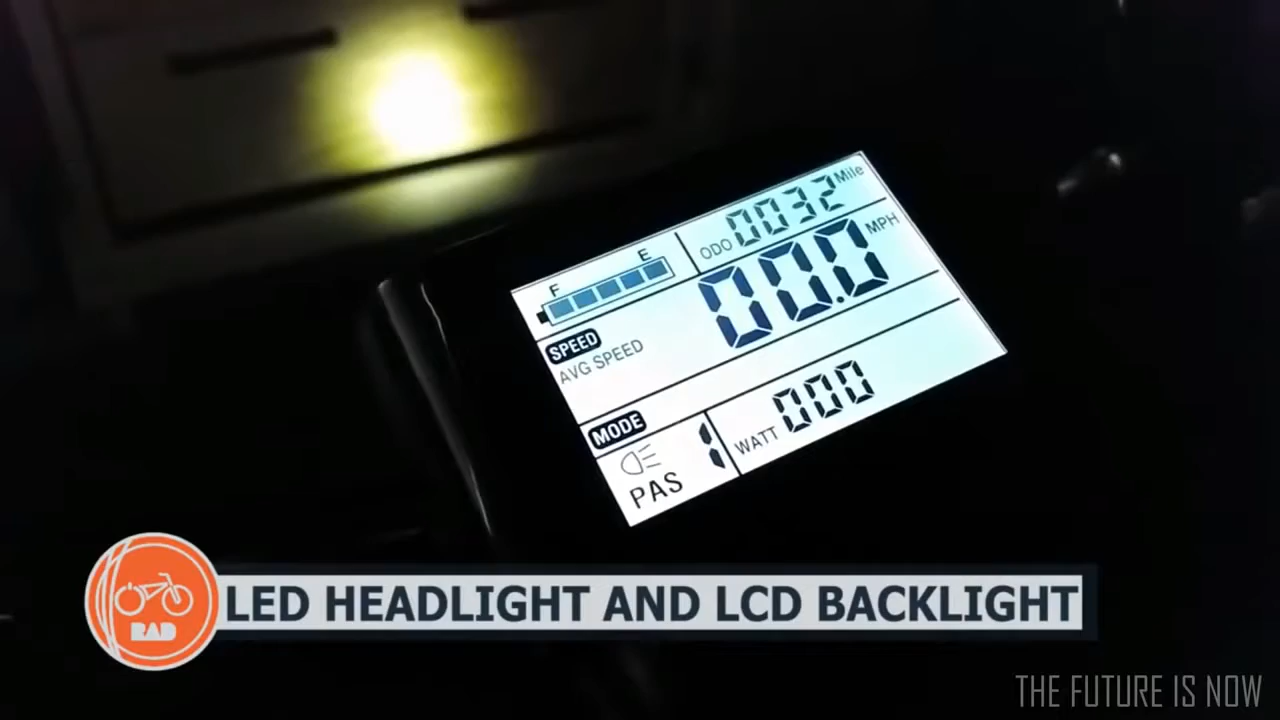 ODO 0032 Mile
F E
00.0 MPH
SPEED
AVG SPEED
MODE
PAS 1
WATT 000
RAD
LED HEADLIGHT AND LCD BACKLIGHT
THE FUTURE IS NOW